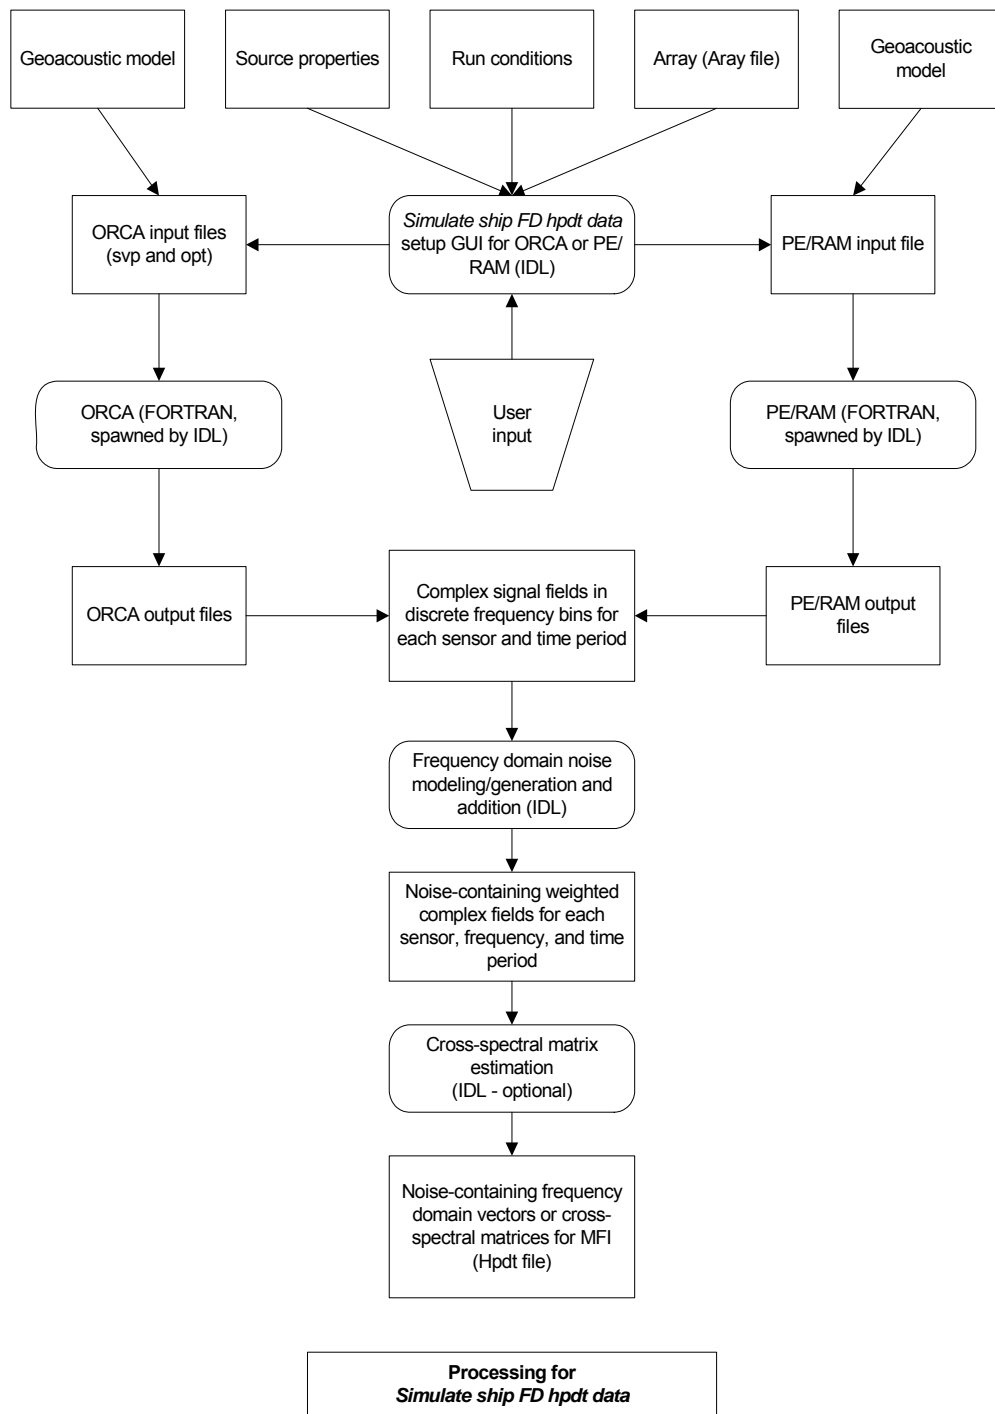 Geoacoustic model
Source properties
Run conditions
Array (Aray file)
Geoacoustic
model
ORCA input files
(svp and opt)
Simulate ship FD hpdt data
setup GUI for ORCA or PE/
RAM (IDL)
PE/RAM input file
ORCA (FORTRAN,
spawned by IDL)
User
input
PE/RAM (FORTRAN,
spawned by IDL)
ORCA output files
Complex signal fields in
discrete frequency bins for
each sensor and time period
PE/RAM output
files
Frequency domain noise
modeling/generation and
addition (IDL)
Noise-containing weighted
complex fields for each
sensor, frequency, and time
period
Cross-spectral matrix
estimation
(IDL - optional)
Noise-containing frequency
domain vectors or cross-
spectral matrices for MFI
(Hpdt file)
Processing for
Simulate ship FD hpdt data